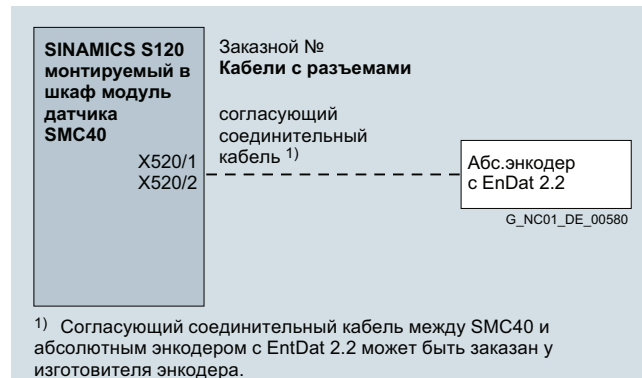 SINAMICS S120
монтируемый в
шкаф модуль
датчика
SMC40
X520/1
X520/2
Заказной №
Кабели с разъемами
согласующий
соединительный
кабель 1)
Абс.энкодер
с EnDat 2.2
G_NC01_DE_00580
1) Согласующий соединительный кабель между SMC40 и
абсолютным энкодером с EntDat 2.2 может быть заказан у
изготовителя энкодера.